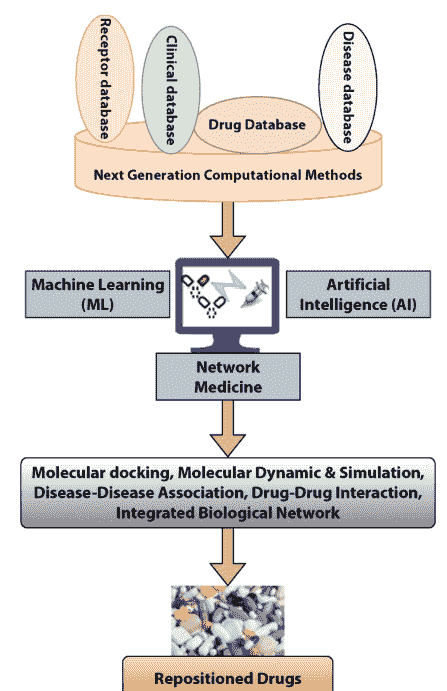 Receptor
database
Clinical
database
Drug Database
Disease
database
Next Generation Computational Methods
Machine Learning
(ML)
Artificial
Intelligence (AI)
Network
Medicine
Molecular docking, Molecular Dynamic & Simulation,
Disease-Disease Association, Drug-Drug Interaction,
Integrated Biological Network
Repositioned Drugs